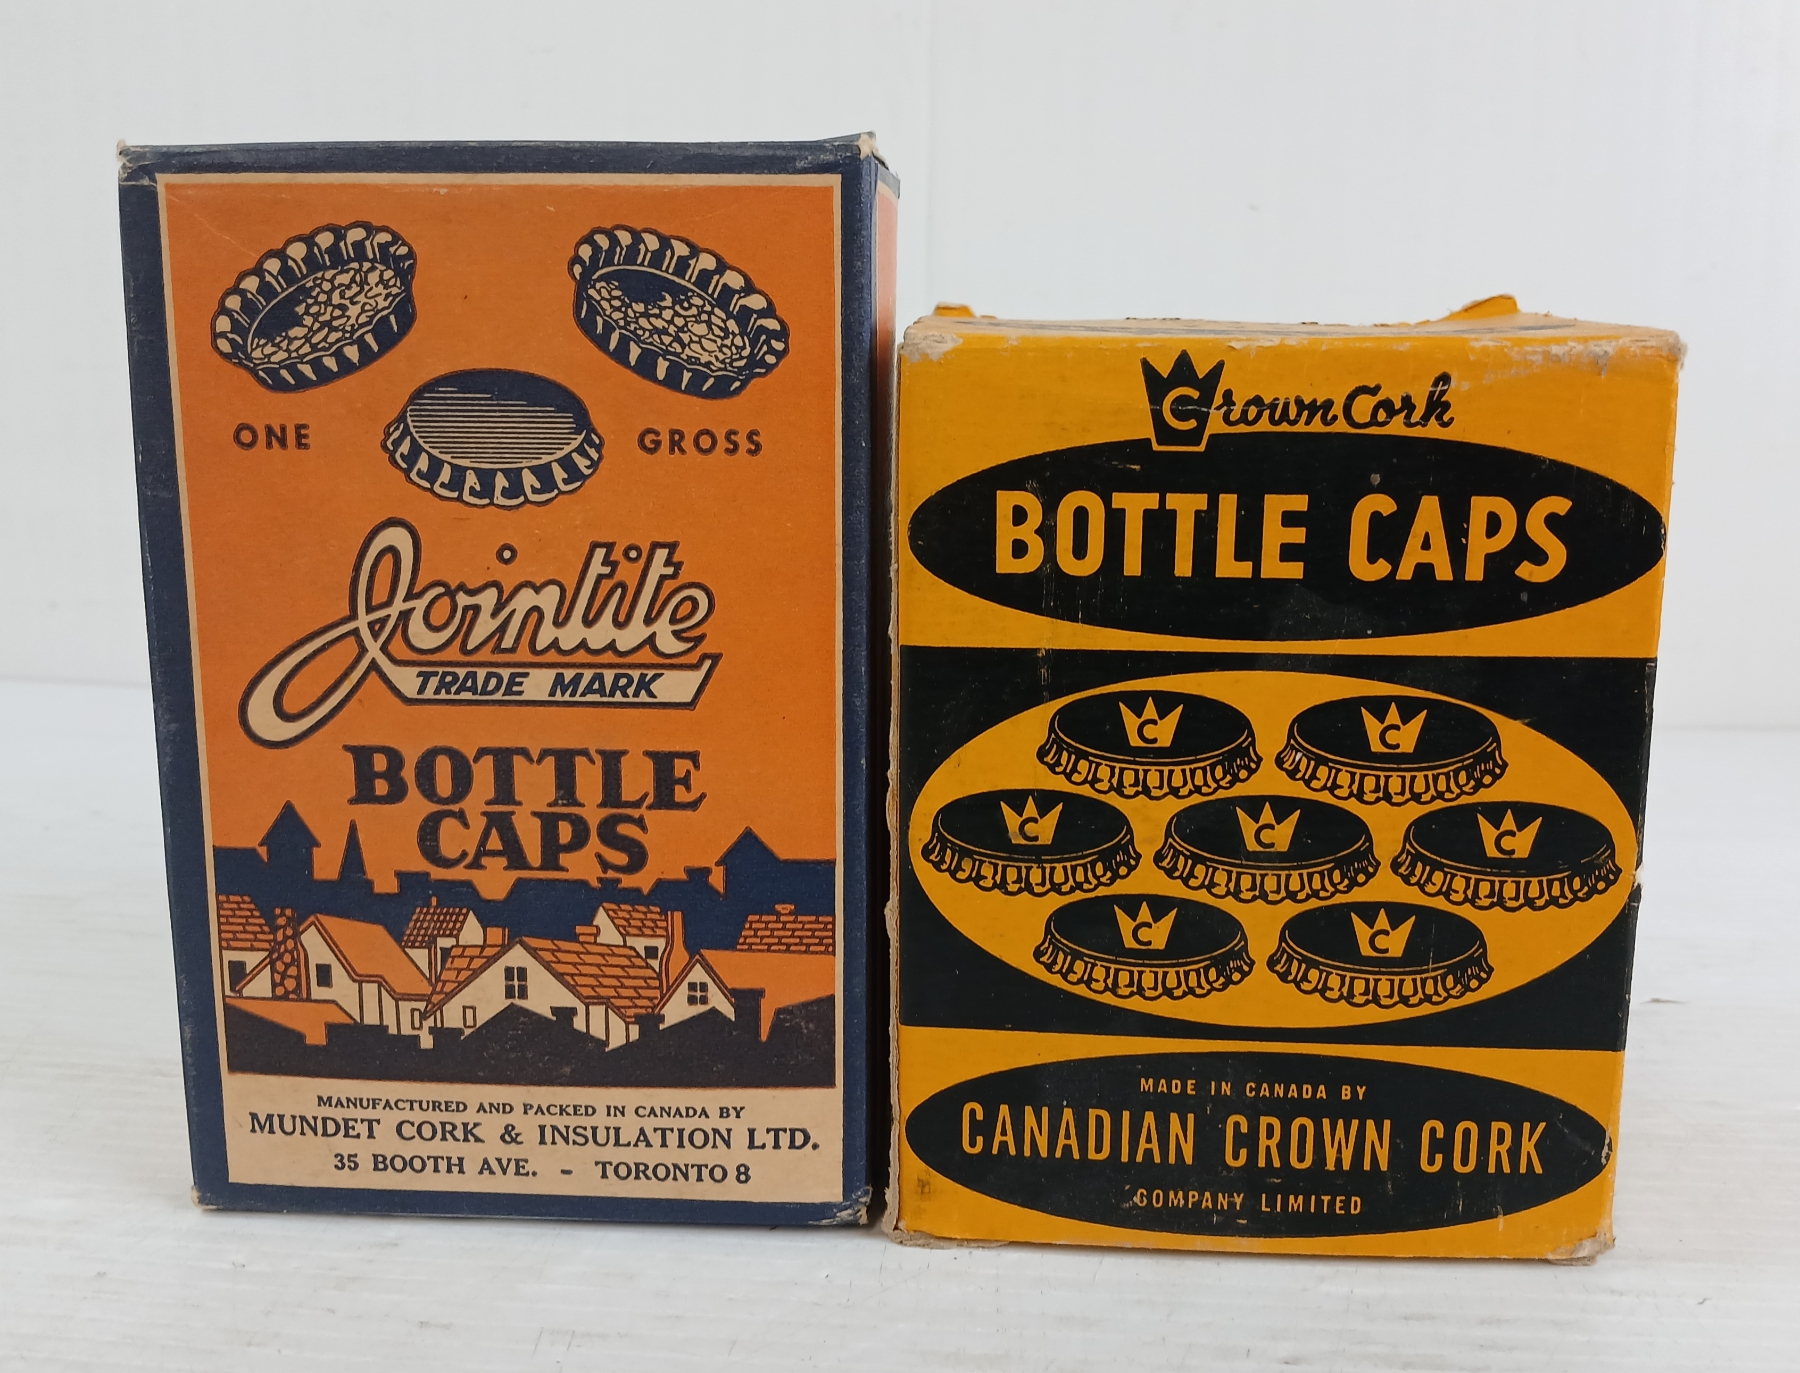 ONE GROSS
Jointite
TRADE MARK
BOTTLE
CAPS
MANUFACTURED AND PACKED IN CANADA BY
MUNDET CORK & INSULATION LTD.
35 BOOTH AVE. - TORONTO 8
Crown Cork
BOTTLE CAPS
C C
C C C
C C
MADE IN CANADA BY
CANADIAN CROWN CORK
COMPANY LIMITED